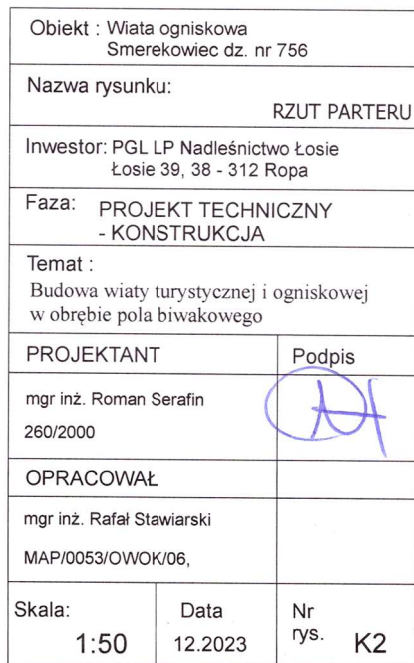 Obiekt : Wiata ogniskowa
Smerekowiec dz. nr 756
Nazwa rysunku:
RZUT PARTERU
Inwestor: PGL LP Nadleśnictwo Łosie
Łosie 39, 38 - 312 Ropa
Faza: PROJEKT TECHNICZNY
- KONSTRUKCJA
Temat :
Budowa wiaty turystycznej i ogniskowej
w obrębie pola biwakowego
PROJEKTANT Podpis
mgr inż. Roman Serafin
260/2000
OPRACOWAŁ
mgr inż. Rafał Stawiarski
MAP/0053/OWOK/06,
Skala: Data Nr
1:50 12.2023 rys. K2